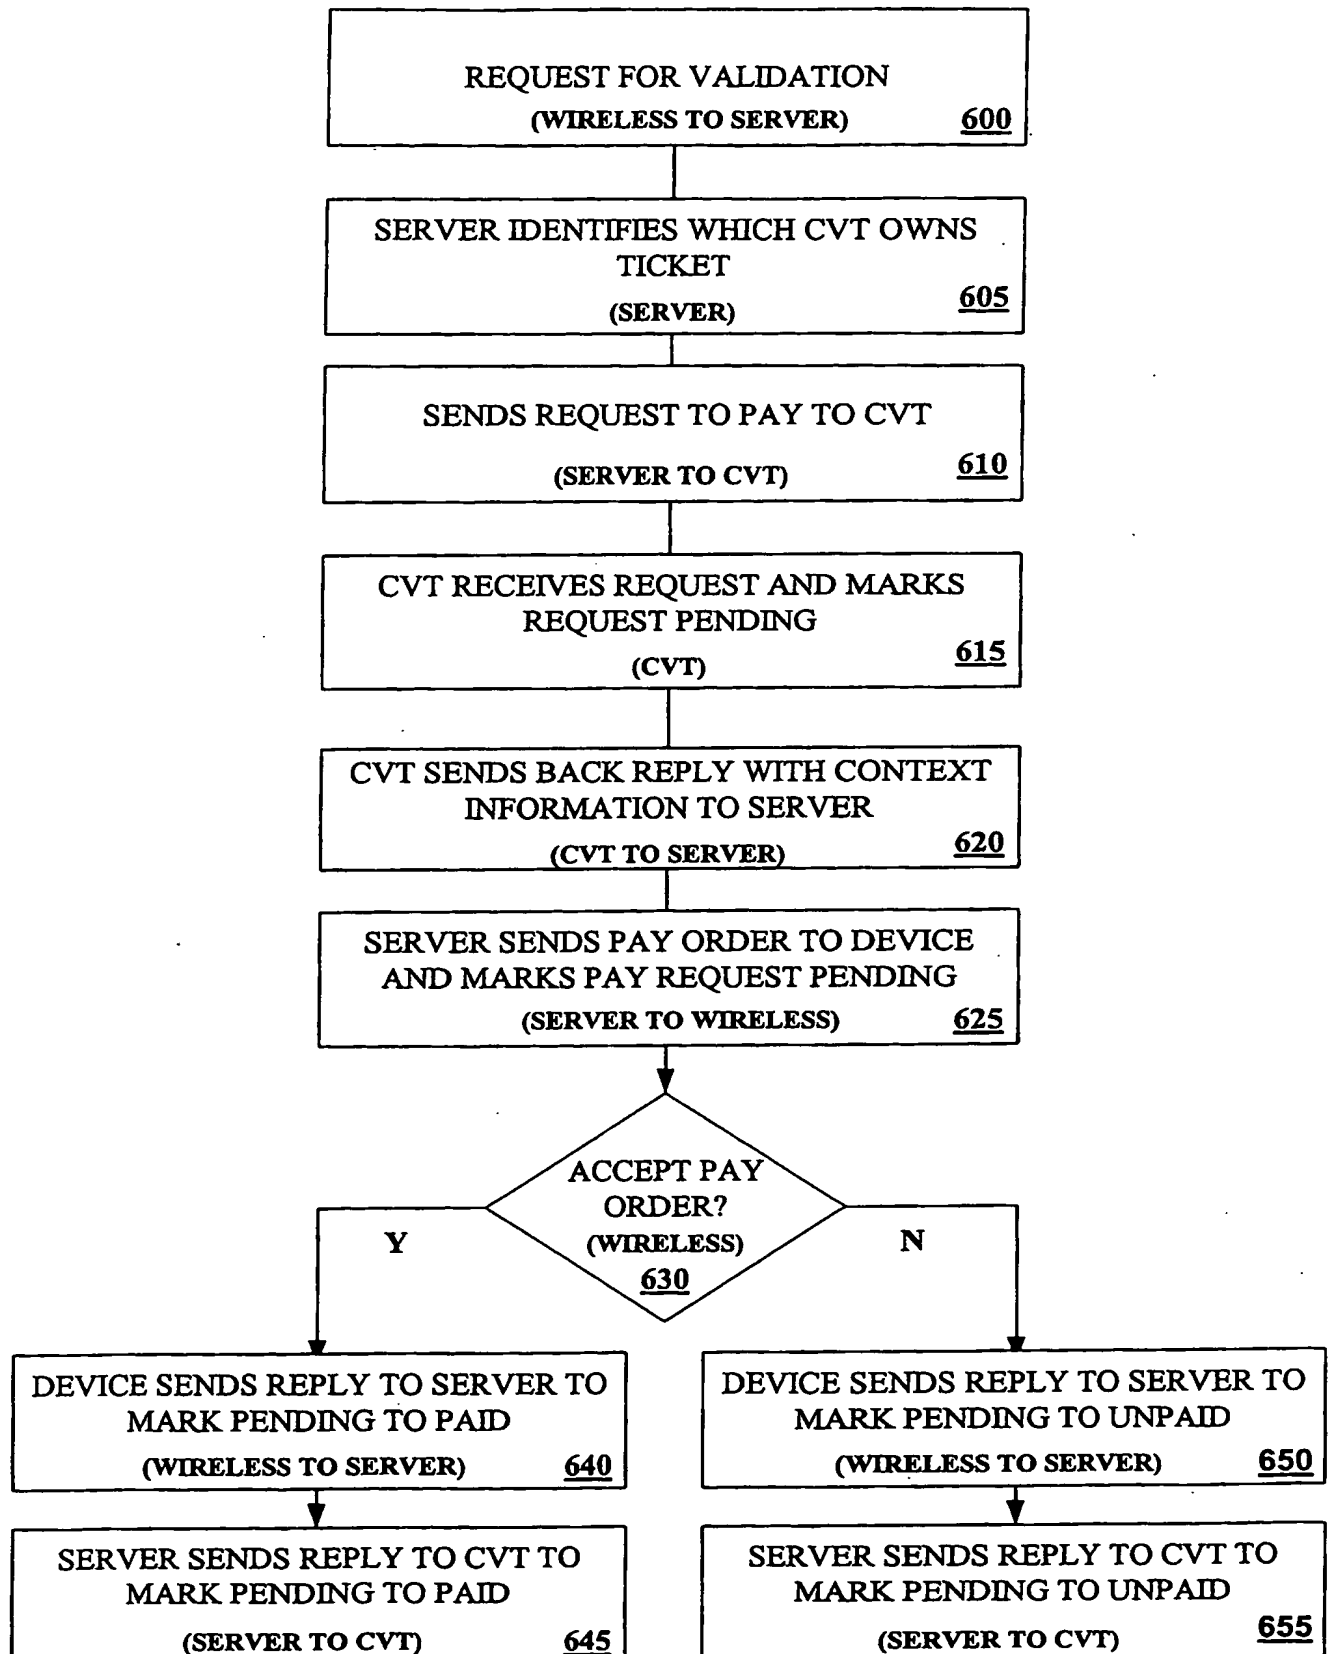 REQUEST FOR VALIDATION
(WIRELESS TO SERVER)
600
SERVER IDENTIFIES WHICH CVT OWNS
TICKET
(SERVER)
605
SENDS REQUEST TO PAY TO CVT
(SERVER TO CVT)
610
CVT RECEIVES REQUEST AND MARKS
REQUEST PENDING
(CVT)
615
CVT SENDS BACK REPLY WITH CONTEXT
INFORMATION TO SERVER
(CVT TO SERVER)
620
SERVER SENDS PAY ORDER TO DEVICE
AND MARKS PAY REQUEST PENDING
(SERVER TO WIRELESS)
625
ACCEPT PAY
ORDER?
(WIRELESS)
630
Y
N
DEVICE SENDS REPLY TO SERVER TO
MARK PENDING TO PAID
(WIRELESS TO SERVER)
640
DEVICE SENDS REPLY TO SERVER TO
MARK PENDING TO UNPAID
(WIRELESS TO SERVER)
650
SERVER SENDS REPLY TO CVT TO
MARK PENDING TO PAID
(SERVER TO CVT)
645
SERVER SENDS REPLY TO CVT TO
MARK PENDING TO UNPAID
(SERVER TO CVT)
655